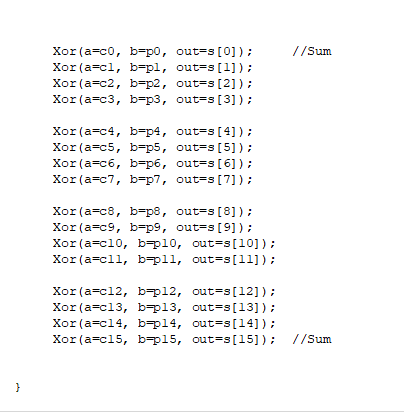 Xor(a=c0, b=p0, out=s[0]); //Sum
Xor(a=c1, b=p1, out=s[1]);
Xor(a=c2, b=p2, out=s[2]);
Xor(a=c3, b=p3, out=s[3]);
Xor(a=c4, b=p4, out=s[4]);
Xor(a=c5, b=p5, out=s[5]);
Xor(a=c6, b=p6, out=s[6]);
Xor(a=c7, b=p7, out=s[7]);
Xor(a=c8, b=p8, out=s[8]);
Xor(a=c9, b=p9, out=s[9]);
Xor(a=c10, b=p10, out=s[10]);
Xor(a=c11, b=p11, out=s[11]);
Xor(a=c12, b=p12, out=s[12]);
Xor(a=c13, b=p13, out=s[13]);
Xor(a=c14, b=p14, out=s[14]);
Xor(a=c15, b=p15, out=s[15]); //Sum
}